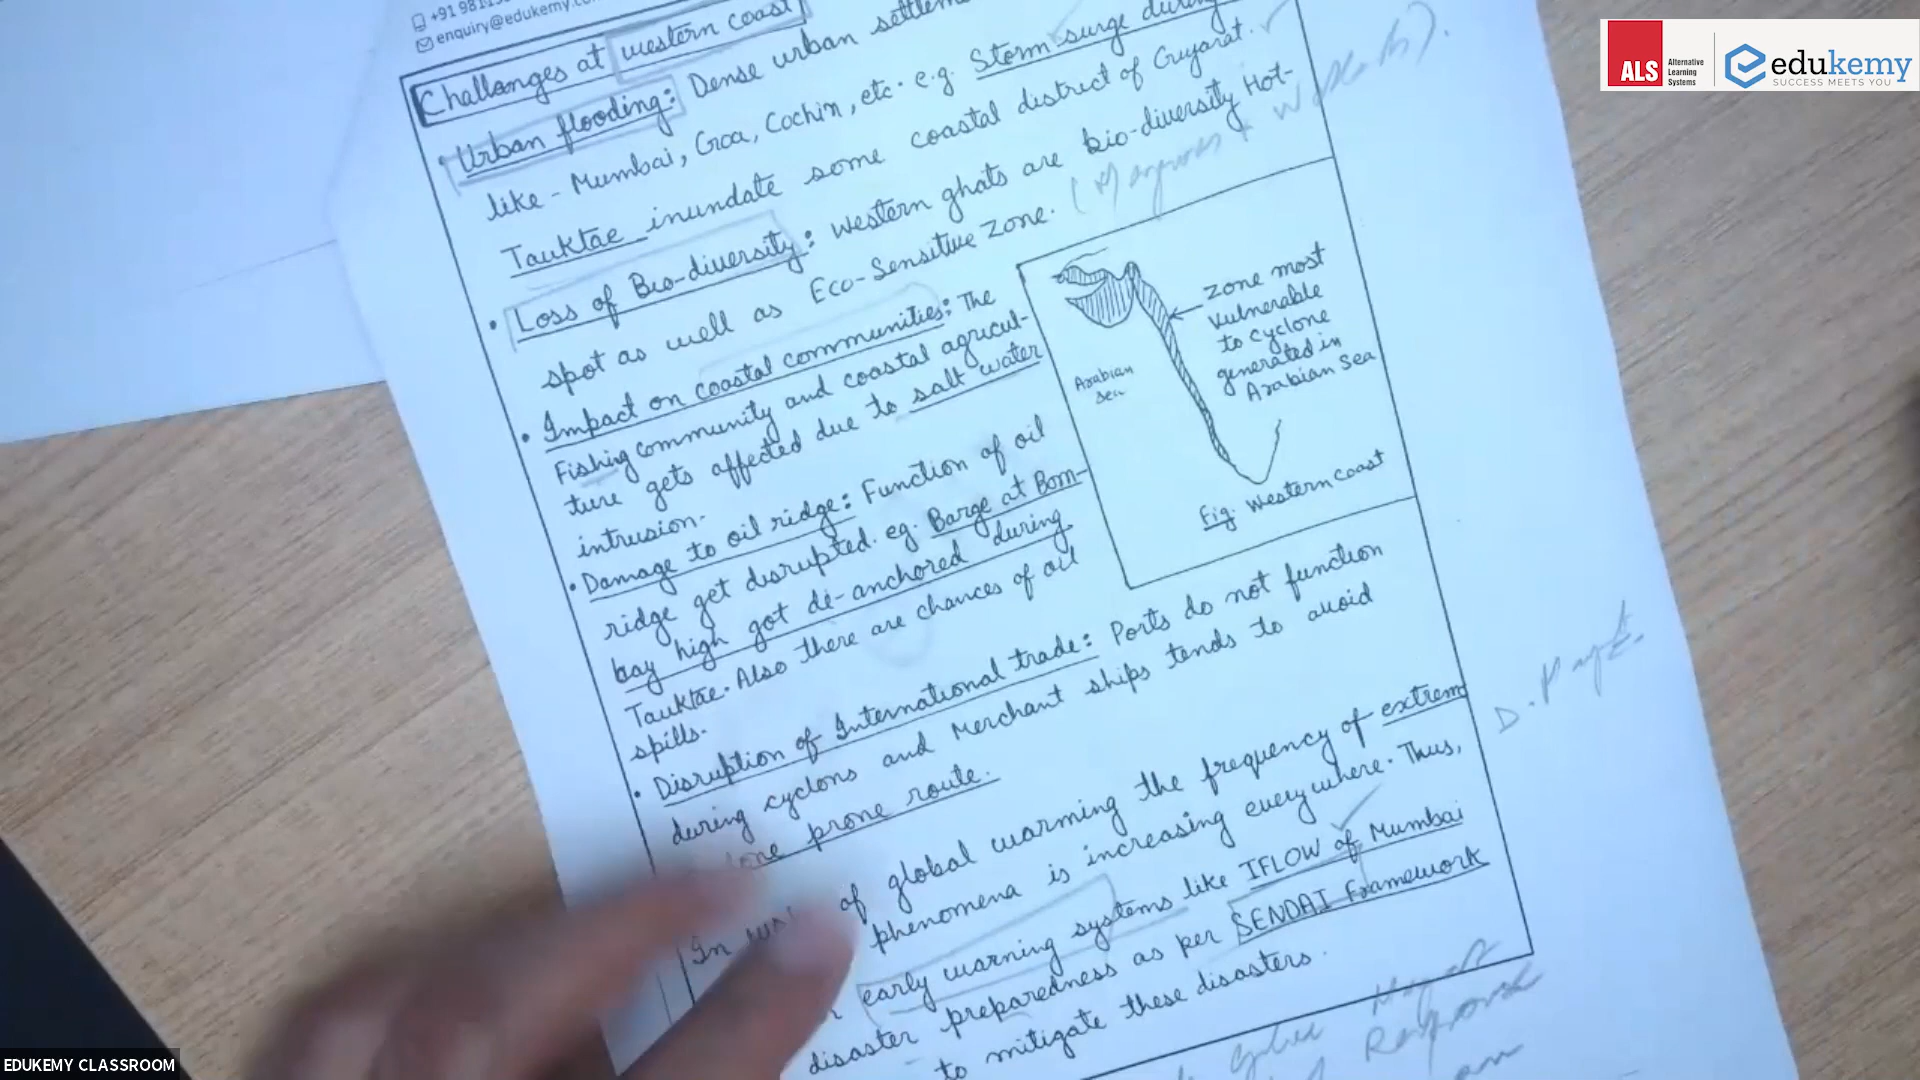 +91 981
enquiry@edukemy.co
ALS Alternative Learning Systems
edukemy
SUCCESS MEETS YOU
Challanges at western coast
• Urban flooding: Dense urban settlem
like - Mumbai, Goa, Cochin, etc. e.g. Storm surge during
Tauktae inundate some coastal district of Gujarat.
• Loss of Bio-diversity: Western ghats are bio-diversity Hot-
spot as well as Eco-Sensitive Zone.
• Impact on coastal communities: The
Fishing community and coastal agricul-
ture gets affected due to salt water
intrusion.
• Damage to oil ridge: Function of oil
ridge get disrupted. eg. Barge at Bom-
bay high got de-anchored during
Tauktae. Also there are chances of oil
spills.
Arabian
sea
zone most
vulnerable
to cyclone
generated in
Arabian Sea
Fig. Western coast
• Disruption of International trade: Ports do not function
during cyclons and Merchant ships tends to avoid
prone route.
In of global warming the frequency of extrem
phenomena is increasing everywhere. Thus,
early warning systems like IFLOW of Mumbai
disaster preparedness as per SENDAI framework
to mitigate these disasters.
EDUKEMY CLASSROOM